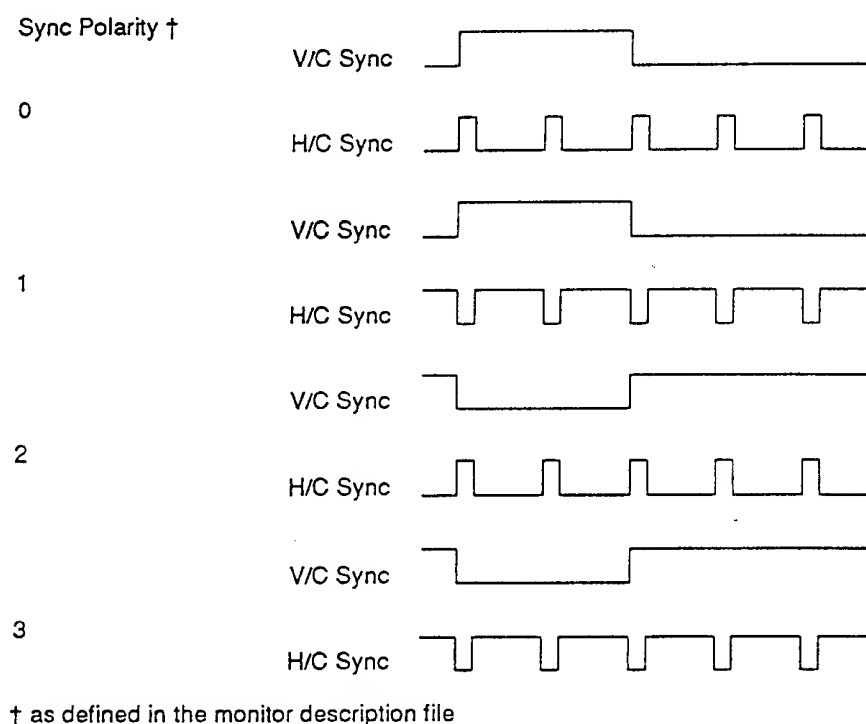 Sync Polarity †
V/C Sync
0
H/C Sync
V/C Sync
1
H/C Sync
V/C Sync
2
H/C Sync
V/C Sync
3
H/C Sync
† as defined in the monitor description file